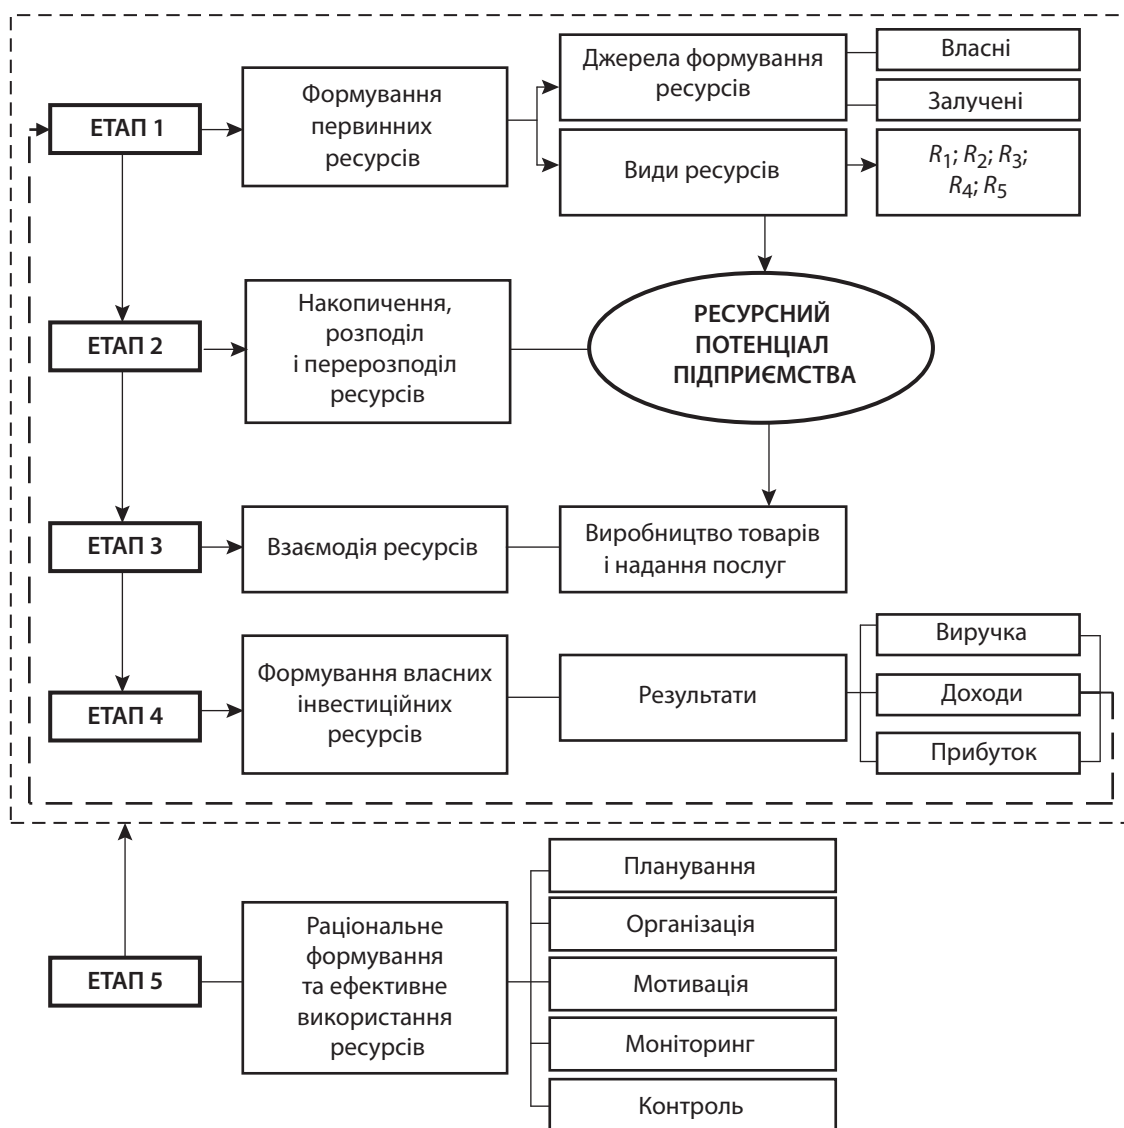 ЕТАП 1
Формування
первинних
ресурсів
Джерела формування
ресурсів
Власні
Залучені
Види ресурсів
R1; R2; R3;
R4; R5
ЕТАП 2
Накопичення,
розподіл
і перерозподіл
ресурсів
РЕСУРСНИЙ
ПОТЕНЦІАЛ
ПІДПРИЄМСТВА
ЕТАП 3
Взаємодія ресурсів
Виробництво товарів
і надання послуг
ЕТАП 4
Формування власних
інвестиційних
ресурсів
Результати
Виручка
Доходи
Прибуток
ЕТАП 5
Раціональне
формування
та ефективне
використання
ресурсів
Планування
Організація
Мотивація
Моніторинг
Контроль